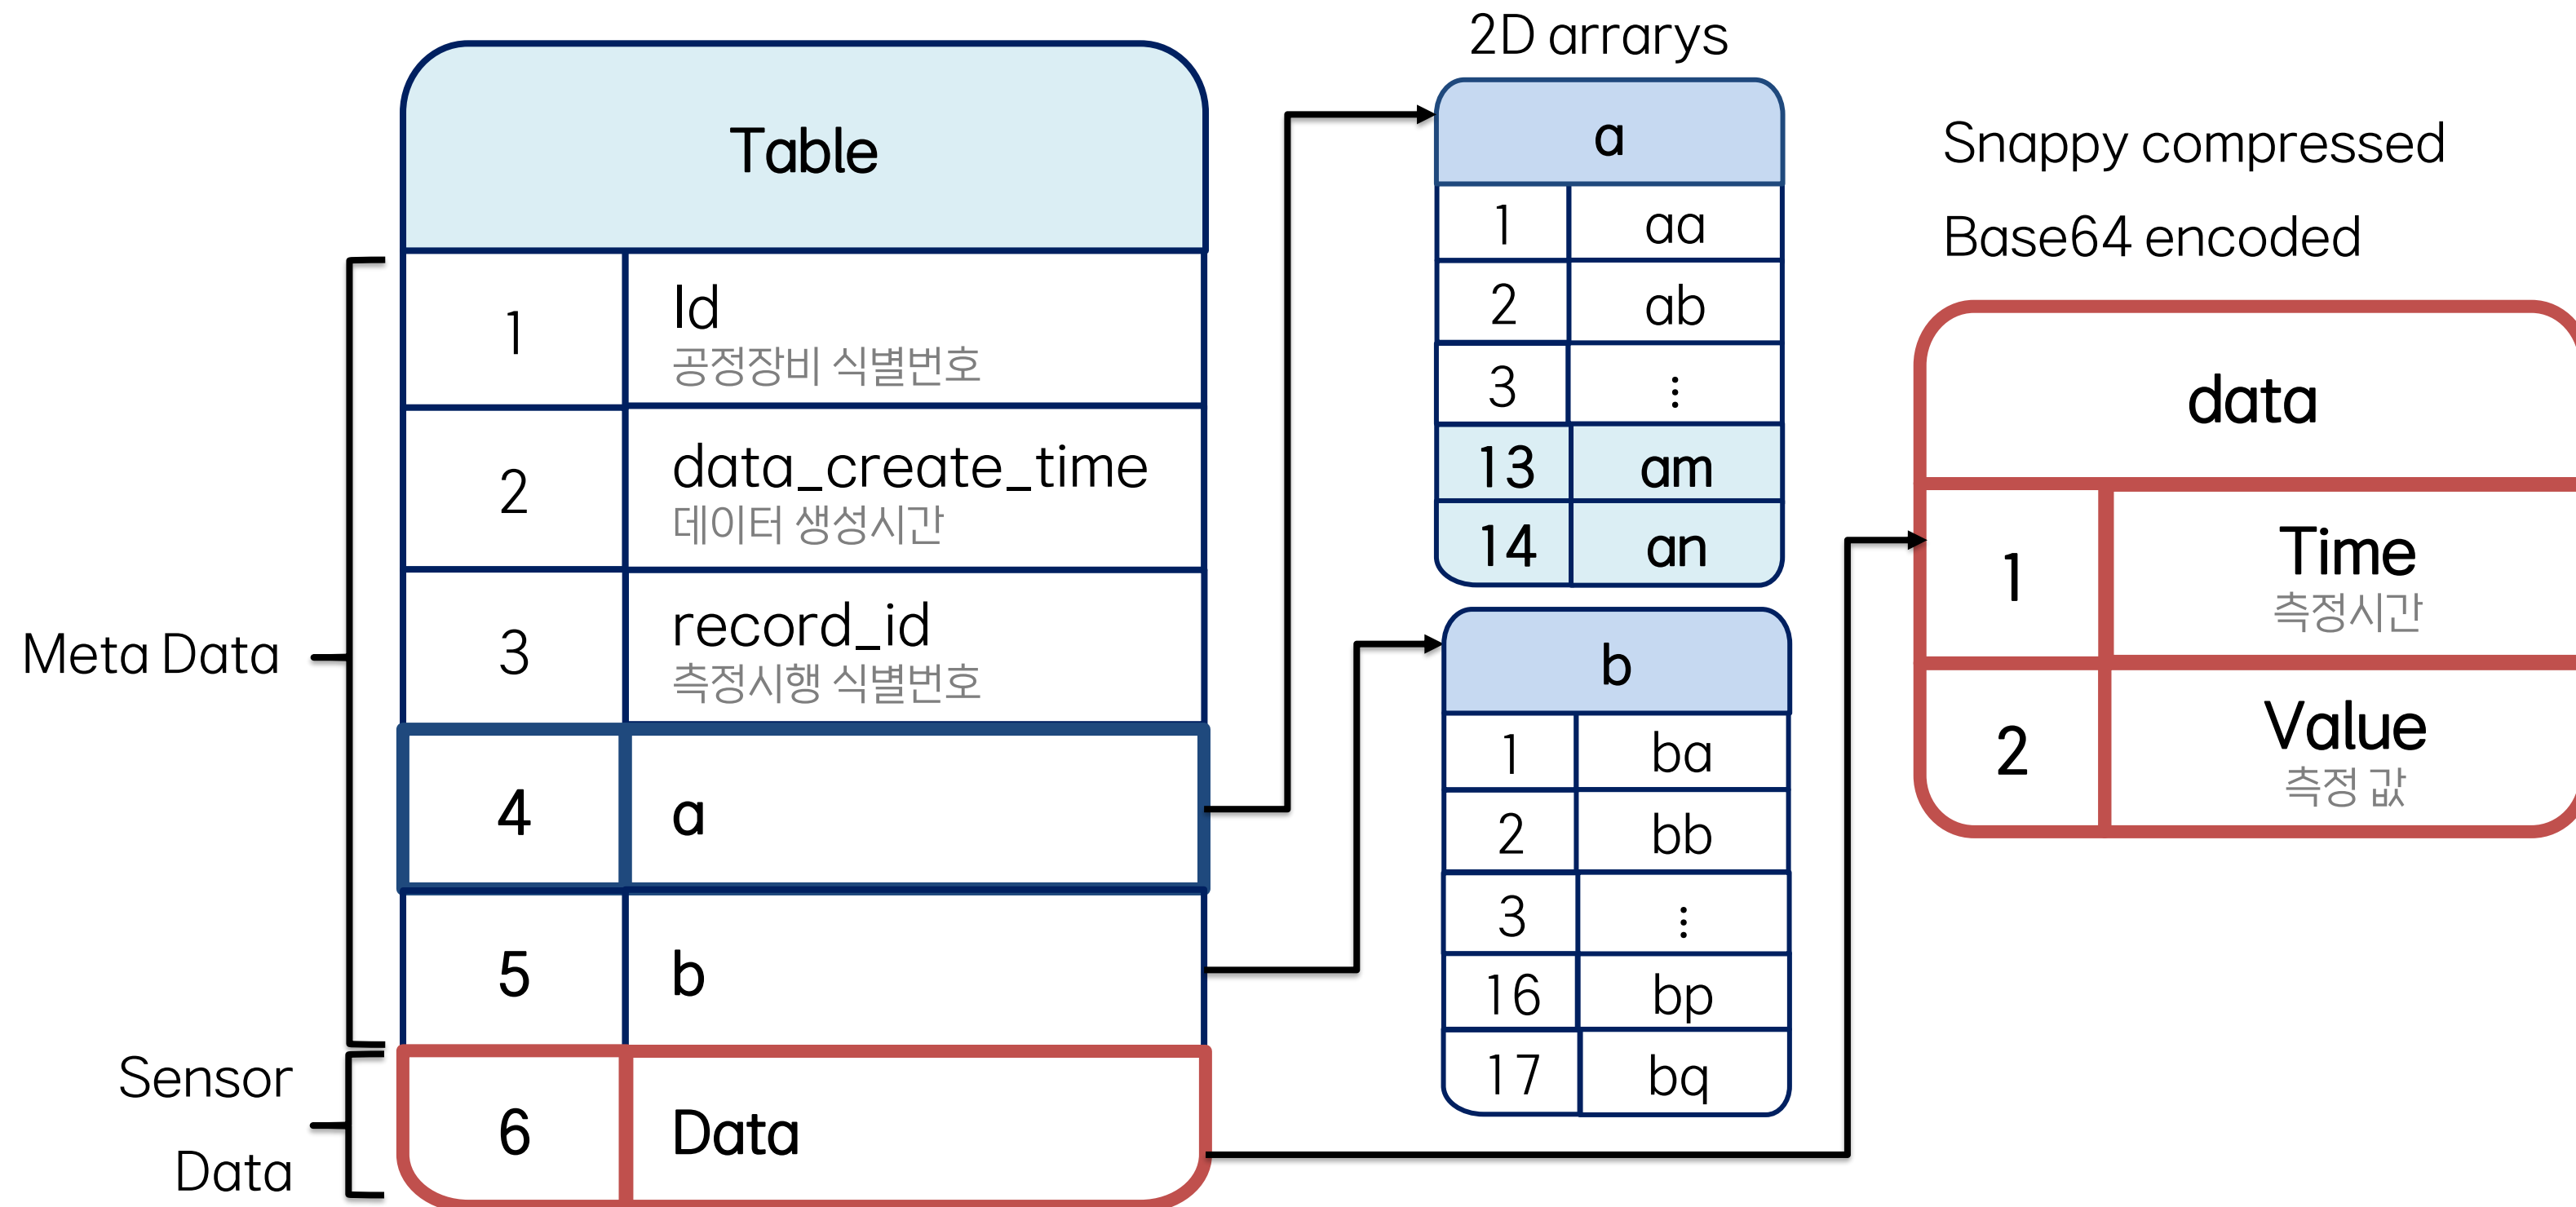 Table
1
Id
공정장비 식별번호
2
data_create_time
데이터 생성시간
3
record_id
측정시행 식별번호
4
a
5
b
6
Data
Meta Data
Sensor
Data
2D arrarys
a
1 aa
2 ab
3 ⋮
13 am
14 an
b
1 ba
2 bb
3 ⋮
16 bp
17 bq
Snappy compressed
Base64 encoded
data
1
Time
측정시간
2
Value
측정 값